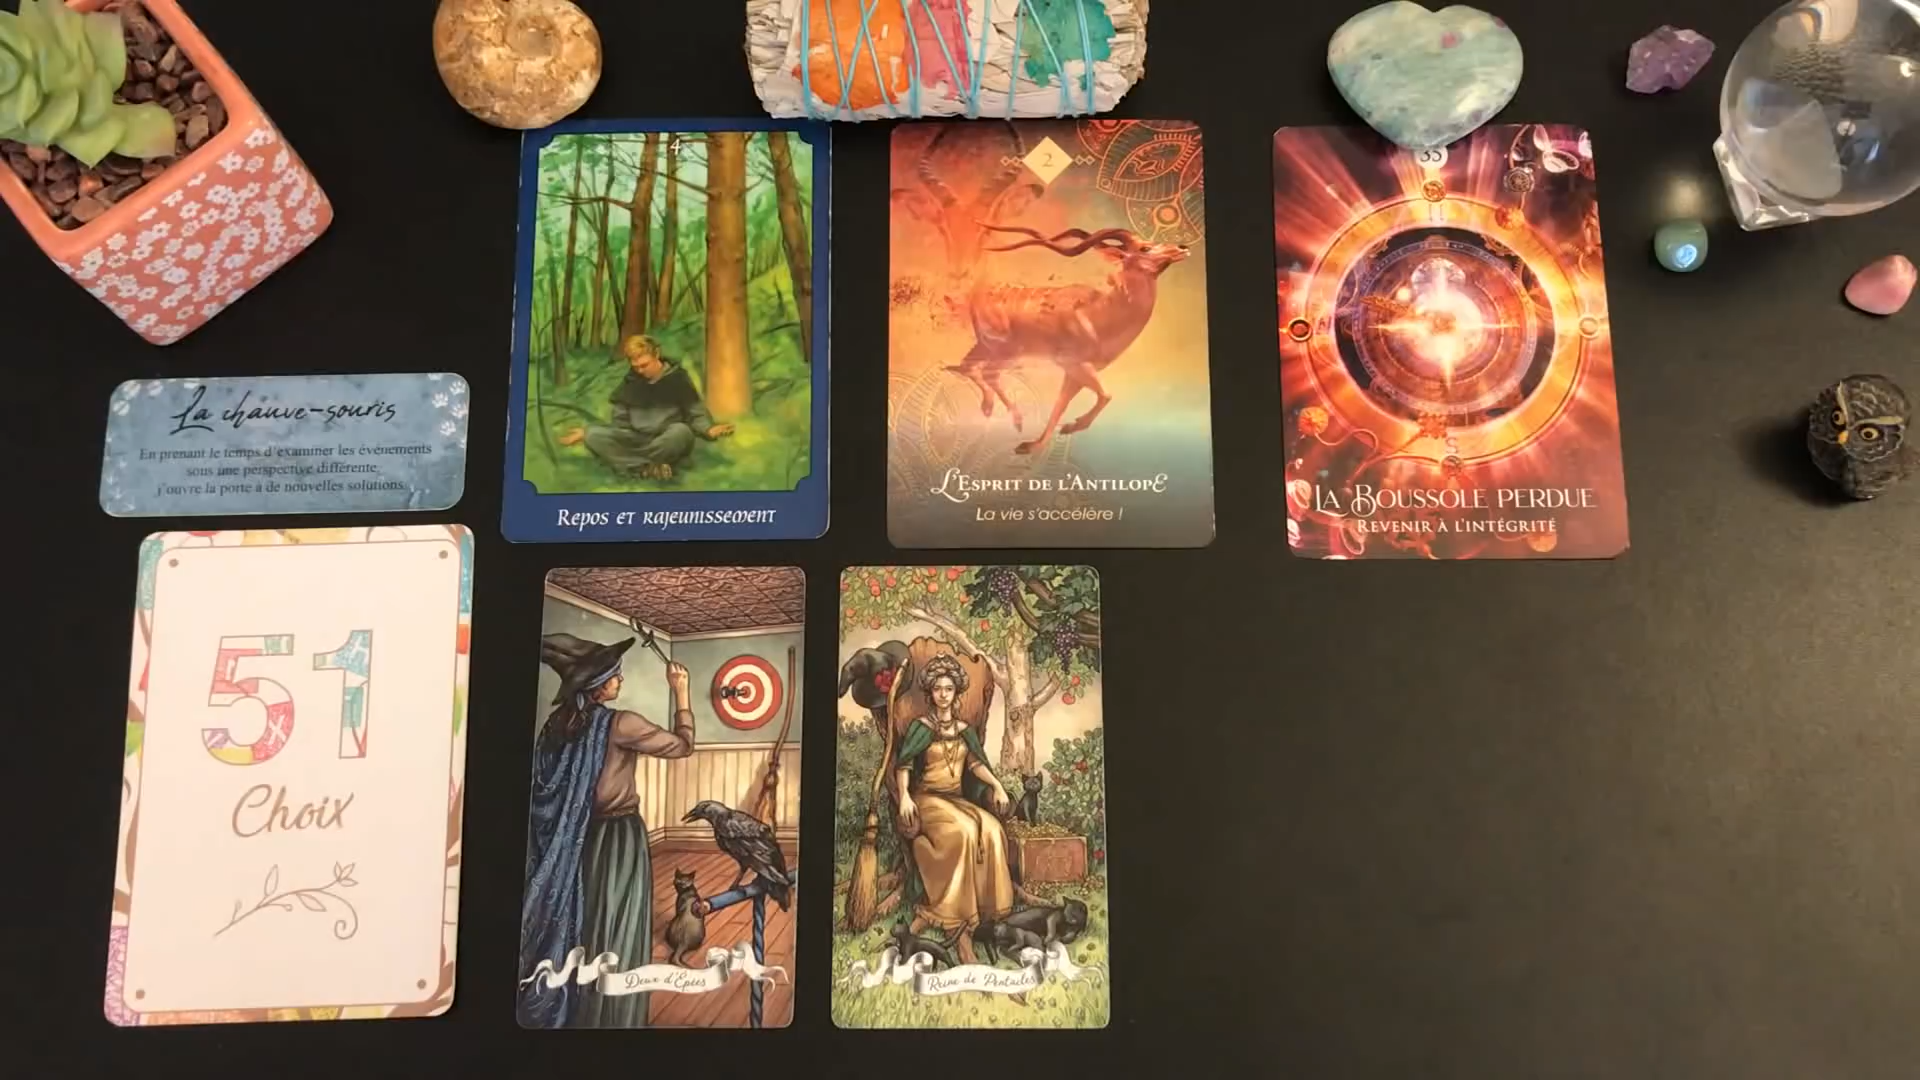 La chauve-souris
En prenant le temps d'examiner les événements
sous une perspective différente,
j'ouvre la porte à de nouvelles solutions.
4
Repos et rajeunissement
2
L'Esprit de l'Antilope
La vie s'accélère !
35
La Boussole perdue
Revenir à l'intégrité
51
Choix
Deux d'Épées
Reine de Pentacles